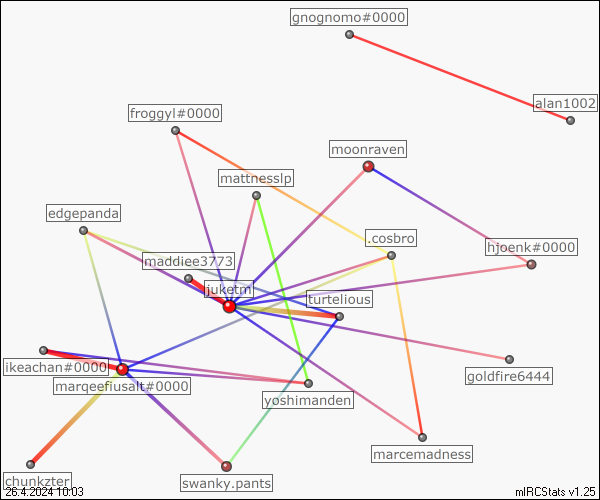 gnognomo#0000
alan1002
froggyl#0000
moonraven
mattnesslp
edgepanda
.cosbro
hjoenk#0000
maddiee3773
juketm
turtelious
ikeachan#0000
goldfire6444
marqeefiusalt#0000
yoshimanden
marcemadness
chunkzter
swanky.pants
26.4.2024 10:03
mIRCStats v1.25